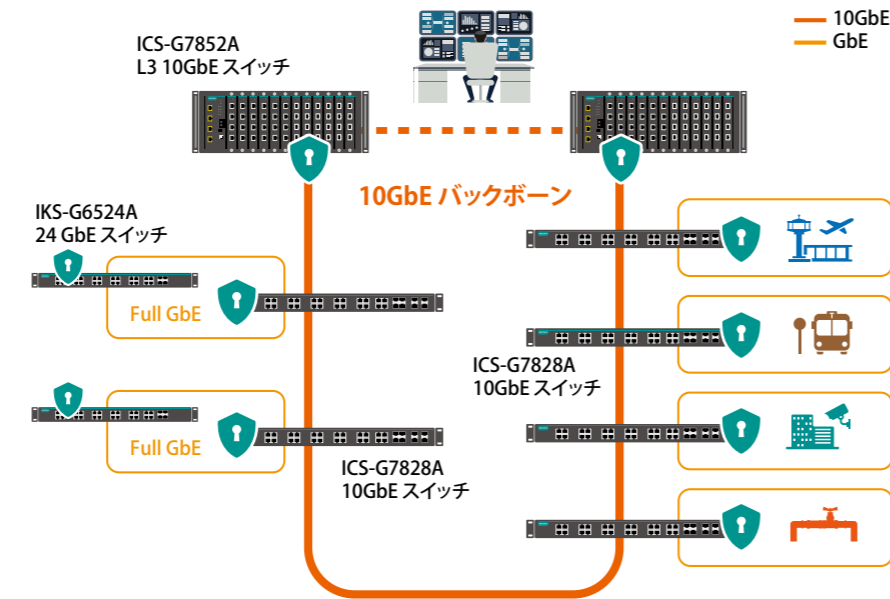 10GbE
GbE
ICS-G7852A
L3 10GbE スイッチ
10GbE バックボーン
IKS-G6524A
24 GbE スイッチ
Full GbE
ICS-G7828A
10GbE スイッチ
Full GbE
ICS-G7828A
10GbE スイッチ